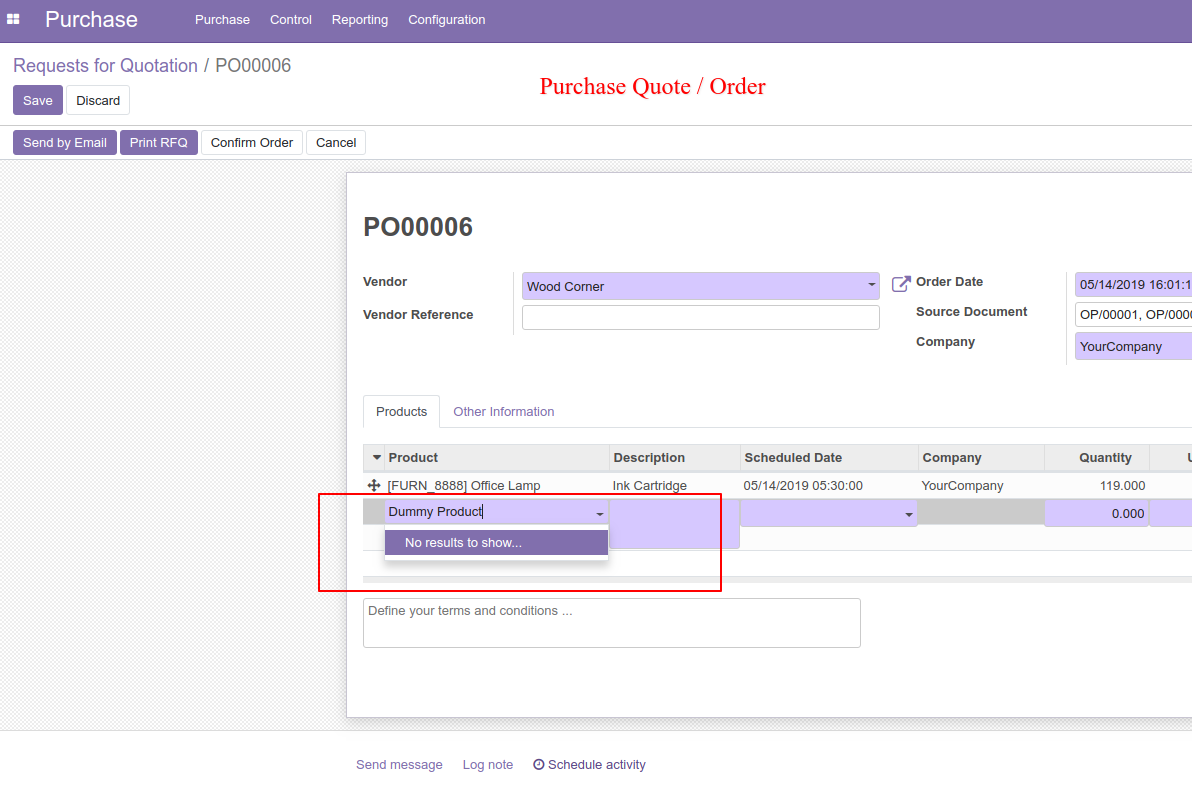 Purchase Purchase Control Reporting Configuration
Requests for Quotation / PO00006
Purchase Quote / Order
Save Discard
Send by Email Print RFQ Confirm Order Cancel
PO00006
Vendor Wood Corner Order Date 05/14/2019 16:01:1
Vendor Reference Source Document OP/00001, OP/000
Company YourCompany
Products Other Information
Product Description Scheduled Date Company Quantity U
[FURN_8888] Office Lamp Ink Cartridge 05/14/2019 05:30:00 YourCompany 119.000
Dummy Product 0.000
No results to show...
Define your terms and conditions ...
Send message Log note Schedule activity